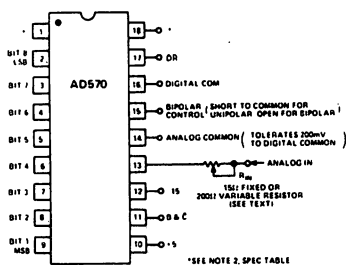 * 1
BIT 8 LSB 2
BIT 7 3
BIT 6 4
BIT 5 5
BIT 4 6
BIT 3 7
BIT 2 8
BIT 1 MSB 9
AD570
18 *
17 DR
16 DIGITAL COM
15 BIPOLAR CONTROL (SHORT TO COMMON FOR UNIPOLAR OPEN FOR BIPOLAR)
14 ANALOG COMMON (TOLERATES 200mV TO DIGITAL COMMON)
13 ANALOG IN
RIN
15Ω FIXED OR
200Ω VARIABLE RESISTOR
(SEE TEXT)
12 15
11 B & C
10 +5
*SEE NOTE 2, SPEC TABLE